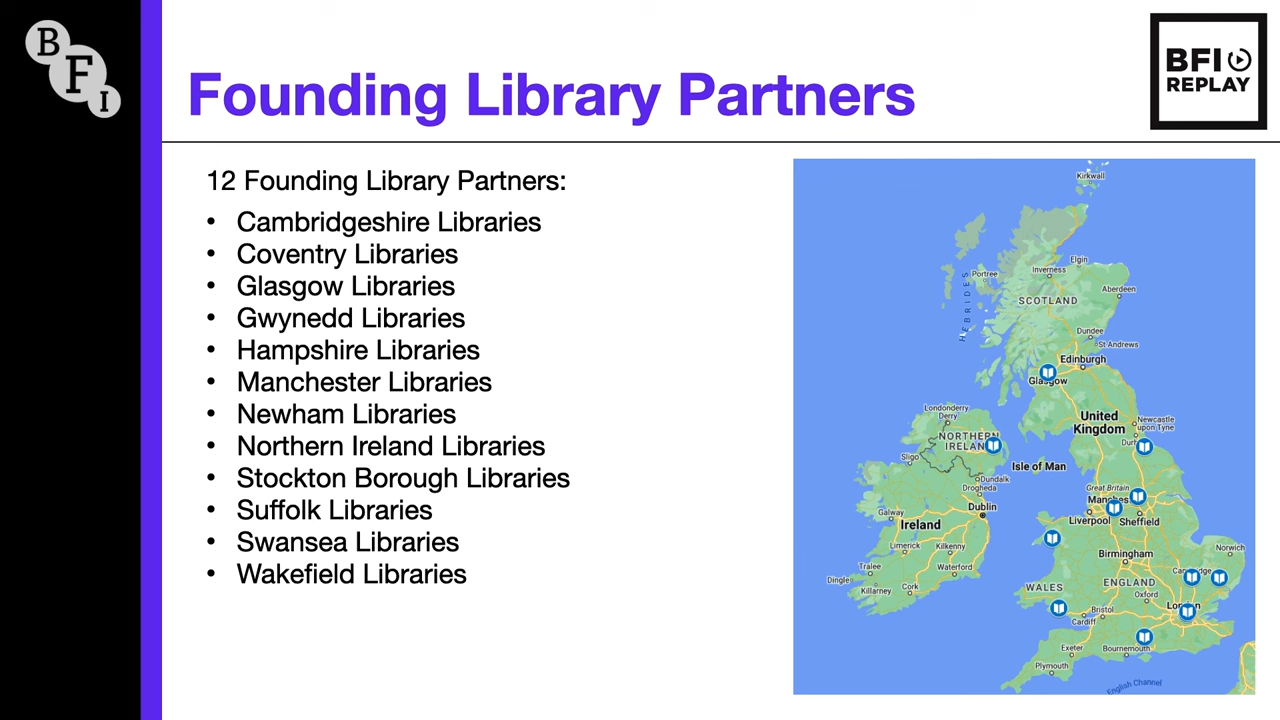 BFI
BFI
REPLAY
Founding Library Partners
12 Founding Library Partners:
• Cambridgeshire Libraries
• Coventry Libraries
• Glasgow Libraries
• Gwynedd Libraries
• Hampshire Libraries
• Manchester Libraries
• Newham Libraries
• Northern Ireland Libraries
• Stockton Borough Libraries
• Suffolk Libraries
• Swansea Libraries
• Wakefield Libraries
Kirkwall
Elgin
Inverness
Portree
HEBRIDES
Aberdeen
SCOTLAND
Dundee
St Andrews
Edinburgh
Glasgow
Londonderry
Derry
United
Kingdom
Newcastle
upon Tyne
NORTHERN
Sligo
Isle of Man
Dundalk
Drogheda
Great Britain
Dublin
Galway
Liverpool
Sheffield
Ireland
Limerick
Kilkenny
Norwich
Birmingham
Tralee
Waterford
Dingle
Killarney
Cork
WALES
ENGLAND
Oxford
Bristol
Cardiff
Exeter
Bournemouth
Plymouth
English Channel